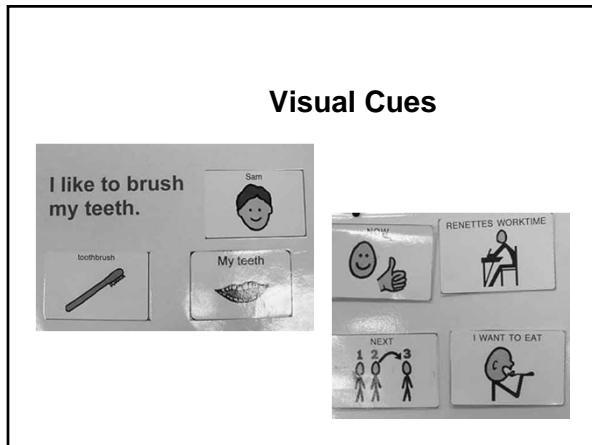 Visual Cues
I like to brush
my teeth.
Sam
toothbrush
My teeth
NOW
RENETTES WORKTIME
NEXT
1 2 3
I WANT TO EAT